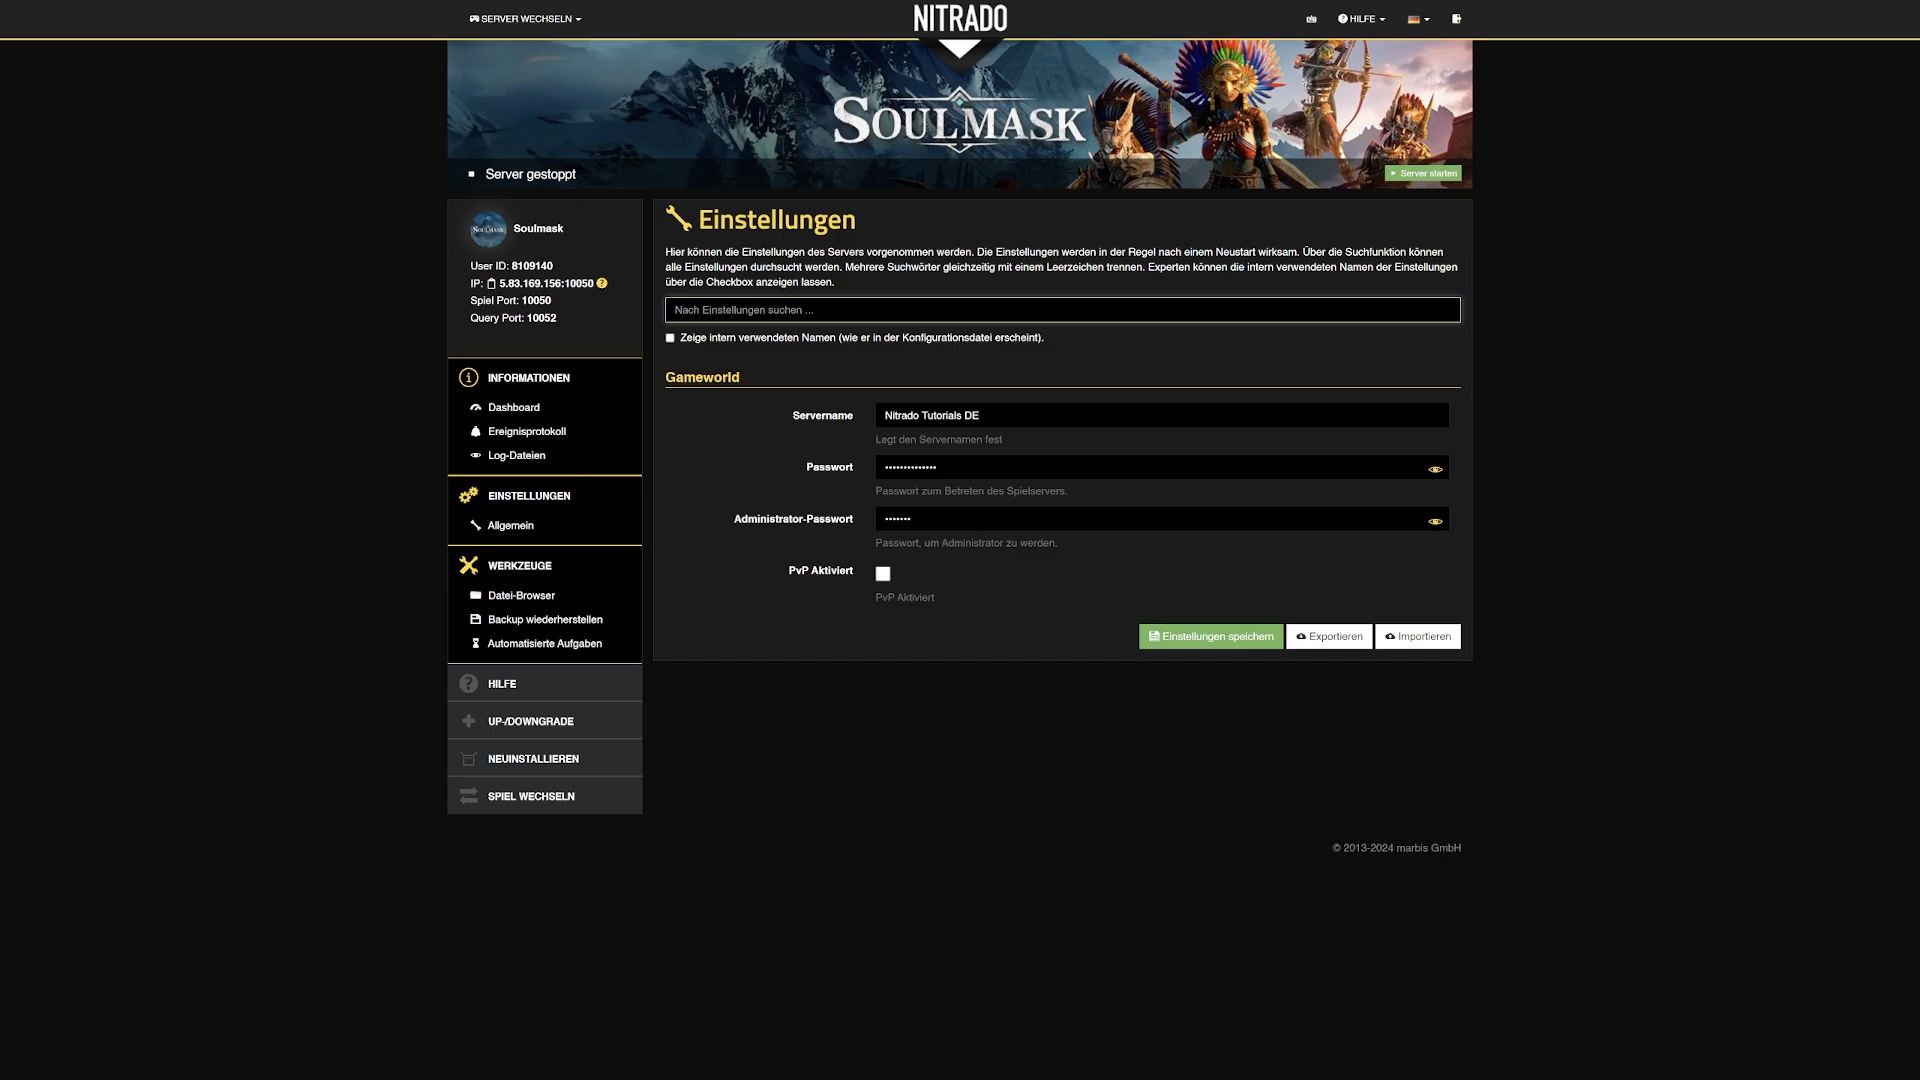 SERVER WECHSELN
NITRADO
HILFE
SOULMASK
Server gestoppt
Server starten
Soulmask
User ID: 8109140
IP: 5.83.169.156:10050
Spiel Port: 10050
Query Port: 10052
INFORMATIONEN
Dashboard
Ereignisprotokoll
Log-Dateien
EINSTELLUNGEN
Allgemein
WERKZEUGE
Datei-Browser
Backup wiederherstellen
Automatisierte Aufgaben
HILFE
UP-/DOWNGRADE
NEUINSTALLIEREN
SPIEL WECHSELN
Einstellungen
Hier können die Einstellungen des Servers vorgenommen werden. Die Einstellungen werden in der Regel nach einem Neustart wirksam. Über die Suchfunktion können
alle Einstellungen durchsucht werden. Mehrere Suchwörter gleichzeitig mit einem Leerzeichen trennen. Experten können die intern verwendeten Namen der Einstellungen
über die Checkbox anzeigen lassen.
Nach Einstellungen suchen ...
Zeige intern verwendeten Namen (wie er in der Konfigurationsdatei erscheint).
Gameworld
Servername
Nitrado Tutorials DE
Legt den Servernamen fest
Passwort
••••••••••••••
Passwort zum Betreten des Spielservers.
Administrator-Passwort
•••••••
Passwort, um Administrator zu werden.
PvP Aktiviert
PvP Aktiviert
Einstellungen speichern
Exportieren
Importieren
© 2013-2024 marbis GmbH